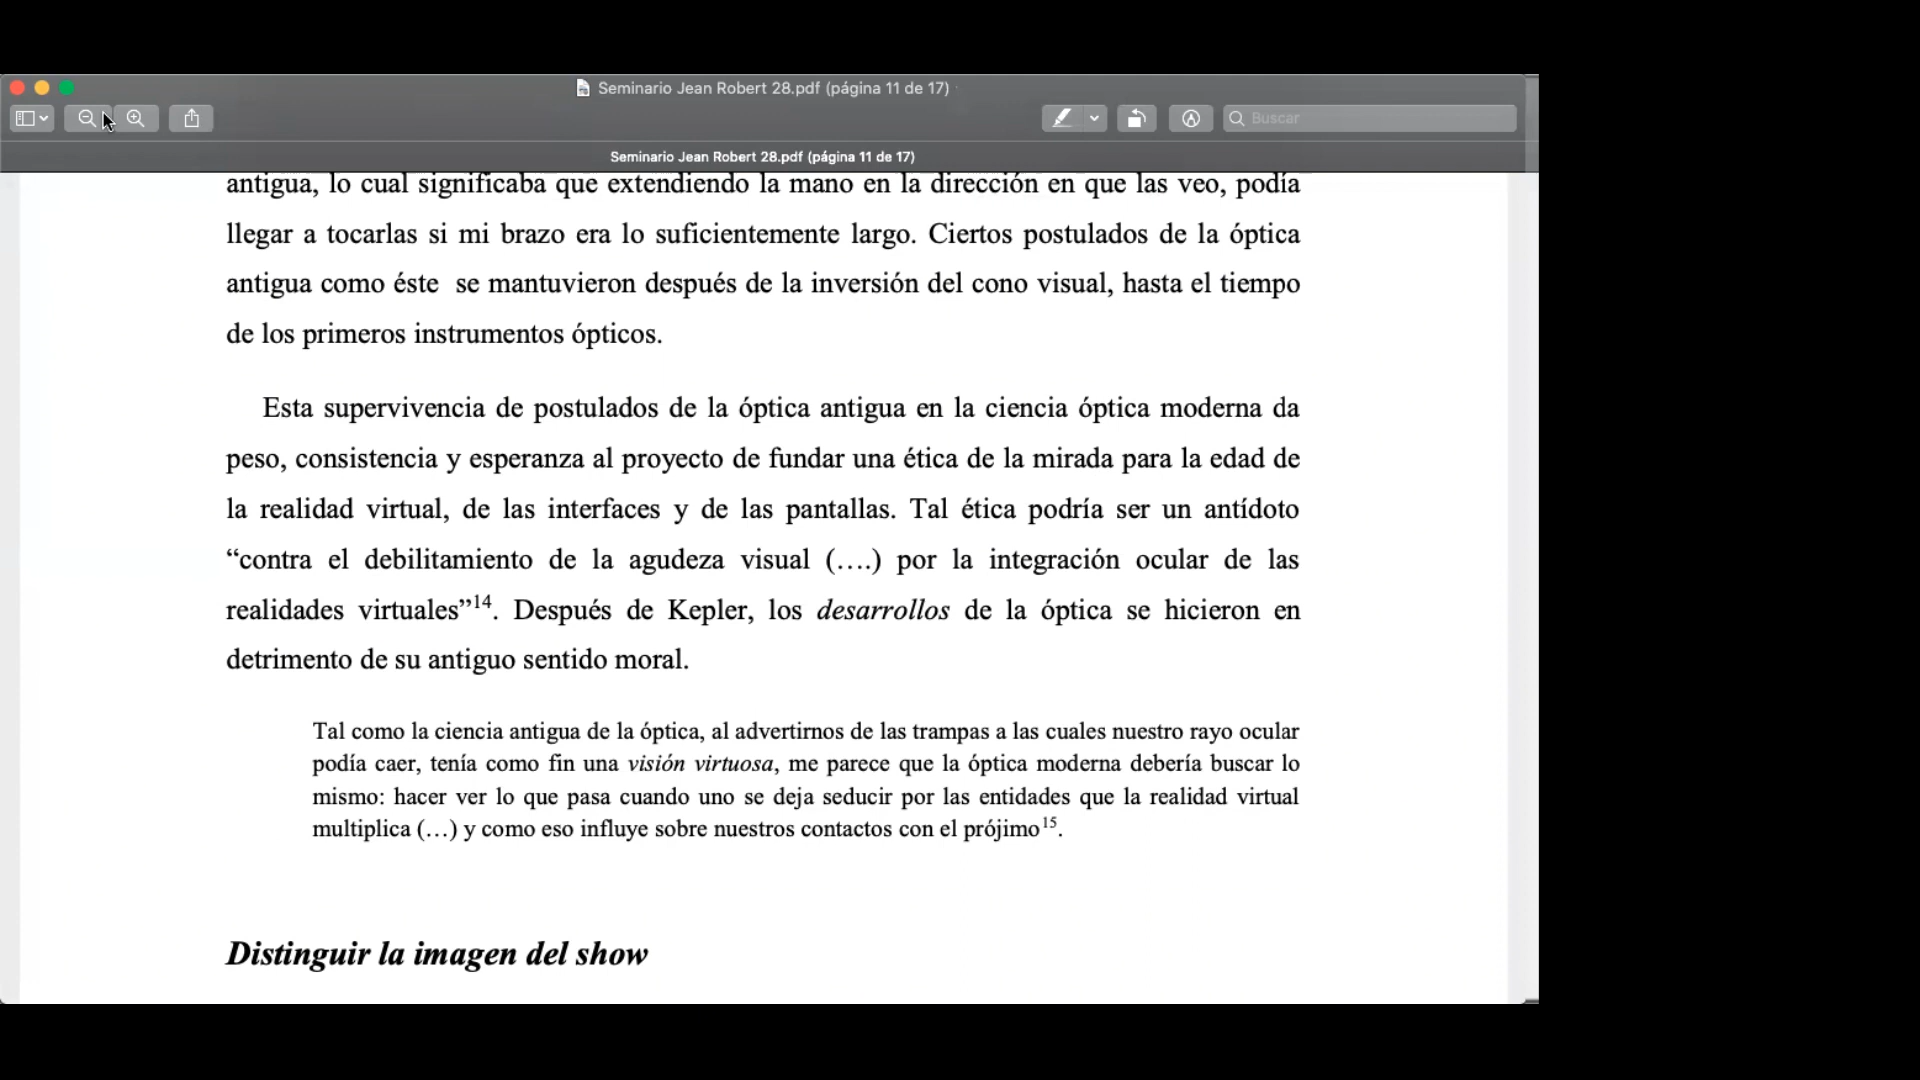 Seminario Jean Robert 28.pdf (página 11 de 17)
Buscar
Seminario Jean Robert 28.pdf (página 11 de 17)
antigua, lo cual significaba que extendiendo la mano en la dirección en que las veo, podía
llegar a tocarlas si mi brazo era lo suficientemente largo. Ciertos postulados de la óptica
antigua como éste  se mantuvieron después de la inversión del cono visual, hasta el tiempo
de los primeros instrumentos ópticos.
Esta supervivencia de postulados de la óptica antigua en la ciencia óptica moderna da
peso, consistencia y esperanza al proyecto de fundar una ética de la mirada para la edad de
la realidad virtual, de las interfaces y de las pantallas. Tal ética podría ser un antídoto
“contra el debilitamiento de la agudeza visual (….) por la integración ocular de las
realidades virtuales”14. Después de Kepler, los desarrollos de la óptica se hicieron en
detrimento de su antiguo sentido moral.
Tal como la ciencia antigua de la óptica, al advertirnos de las trampas a las cuales nuestro rayo ocular
podía caer, tenía como fin una visión virtuosa, me parece que la óptica moderna debería buscar lo
mismo: hacer ver lo que pasa cuando uno se deja seducir por las entidades que la realidad virtual
multiplica (…) y como eso influye sobre nuestros contactos con el prójimo15.
Distinguir la imagen del show